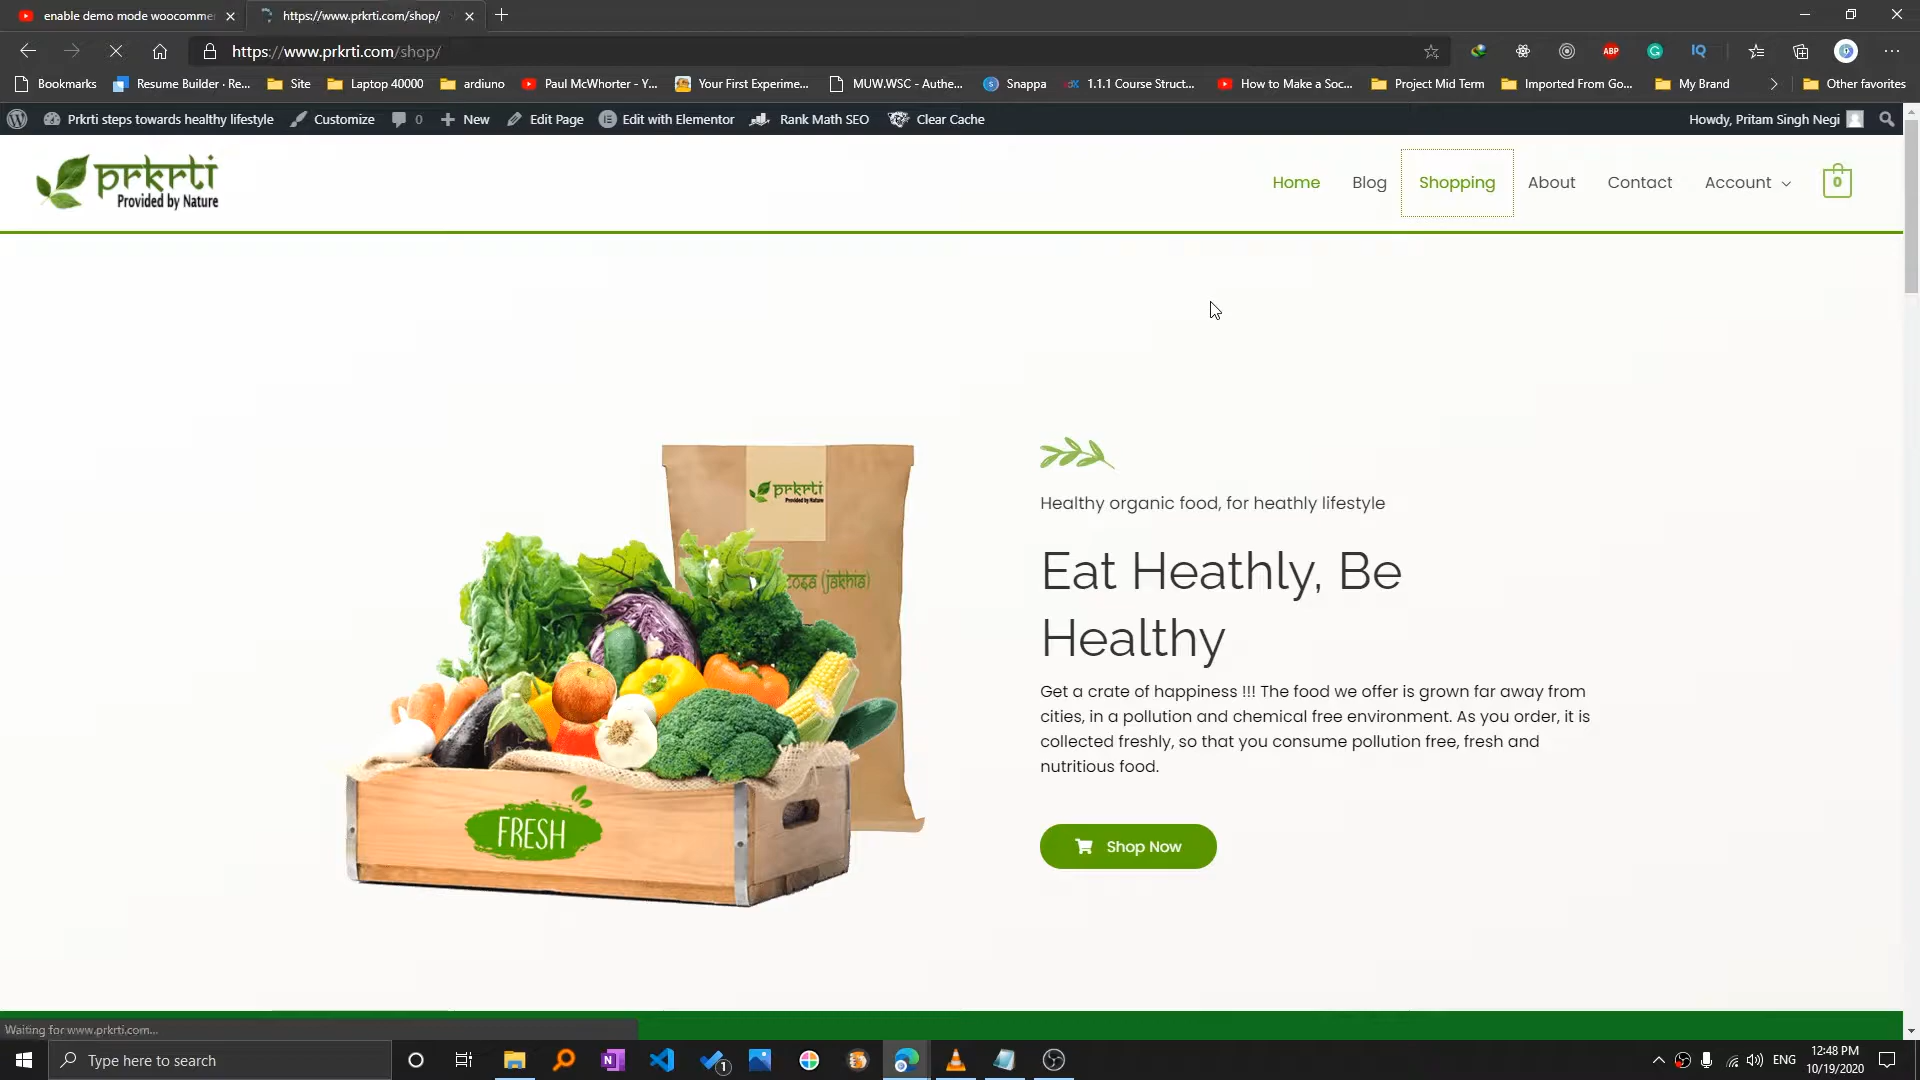 enable demo mode woocomme
https://www.prkrti.com/shop/
https://www.prkrti.com/shop/
ABP
IQ
Bookmarks
Resume Builder · Re...
Site
Laptop 40000
ardiuno
Paul McWhorter - Y...
Your First Experime...
MUW.WSC - Authe...
Snappa
1.1.1 Course Struct...
How to Make a Soc...
Project Mid Term
Imported From Go...
My Brand
Other favorites
Prkrti steps towards healthy lifestyle
Customize
0
New
Edit Page
Edit with Elementor
Rank Math SEO
Clear Cache
Howdy, Pritam Singh Negi
prkrti
Provided by Nature
Home
Blog
Shopping
About
Contact
Account
0
prkrti
Provided by Nature
(jakhia)
FRESH
Healthy organic food, for heathly lifestyle
Eat Heathly, Be
Healthy
Get a crate of happiness !!! The food we offer is grown far away from
cities, in a pollution and chemical free environment. As you order, it is
collected freshly, so that you consume pollution free, fresh and
nutritious food.
Shop Now
Waiting for www.prkrti.com...
Type here to search
1
ENG
12:48 PM
10/19/2020